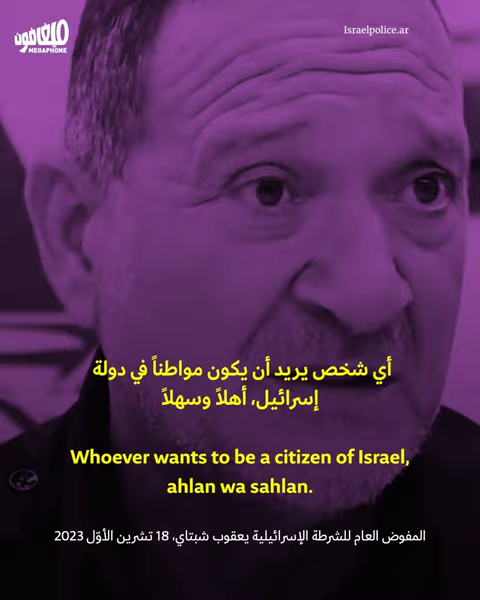 ميغافون
MEGAPHONE
Israelpolice.ar
أي شخص يريد أن يكون مواطناً في دولة
إسرائيل، أهلاً وسهلاً
Whoever wants to be a citizen of Israel,
ahlan wa sahlan.
المفوض العام للشرطة الإسرائيلية يعقوب شبتاي، 18 تشرين الأوّل 2023